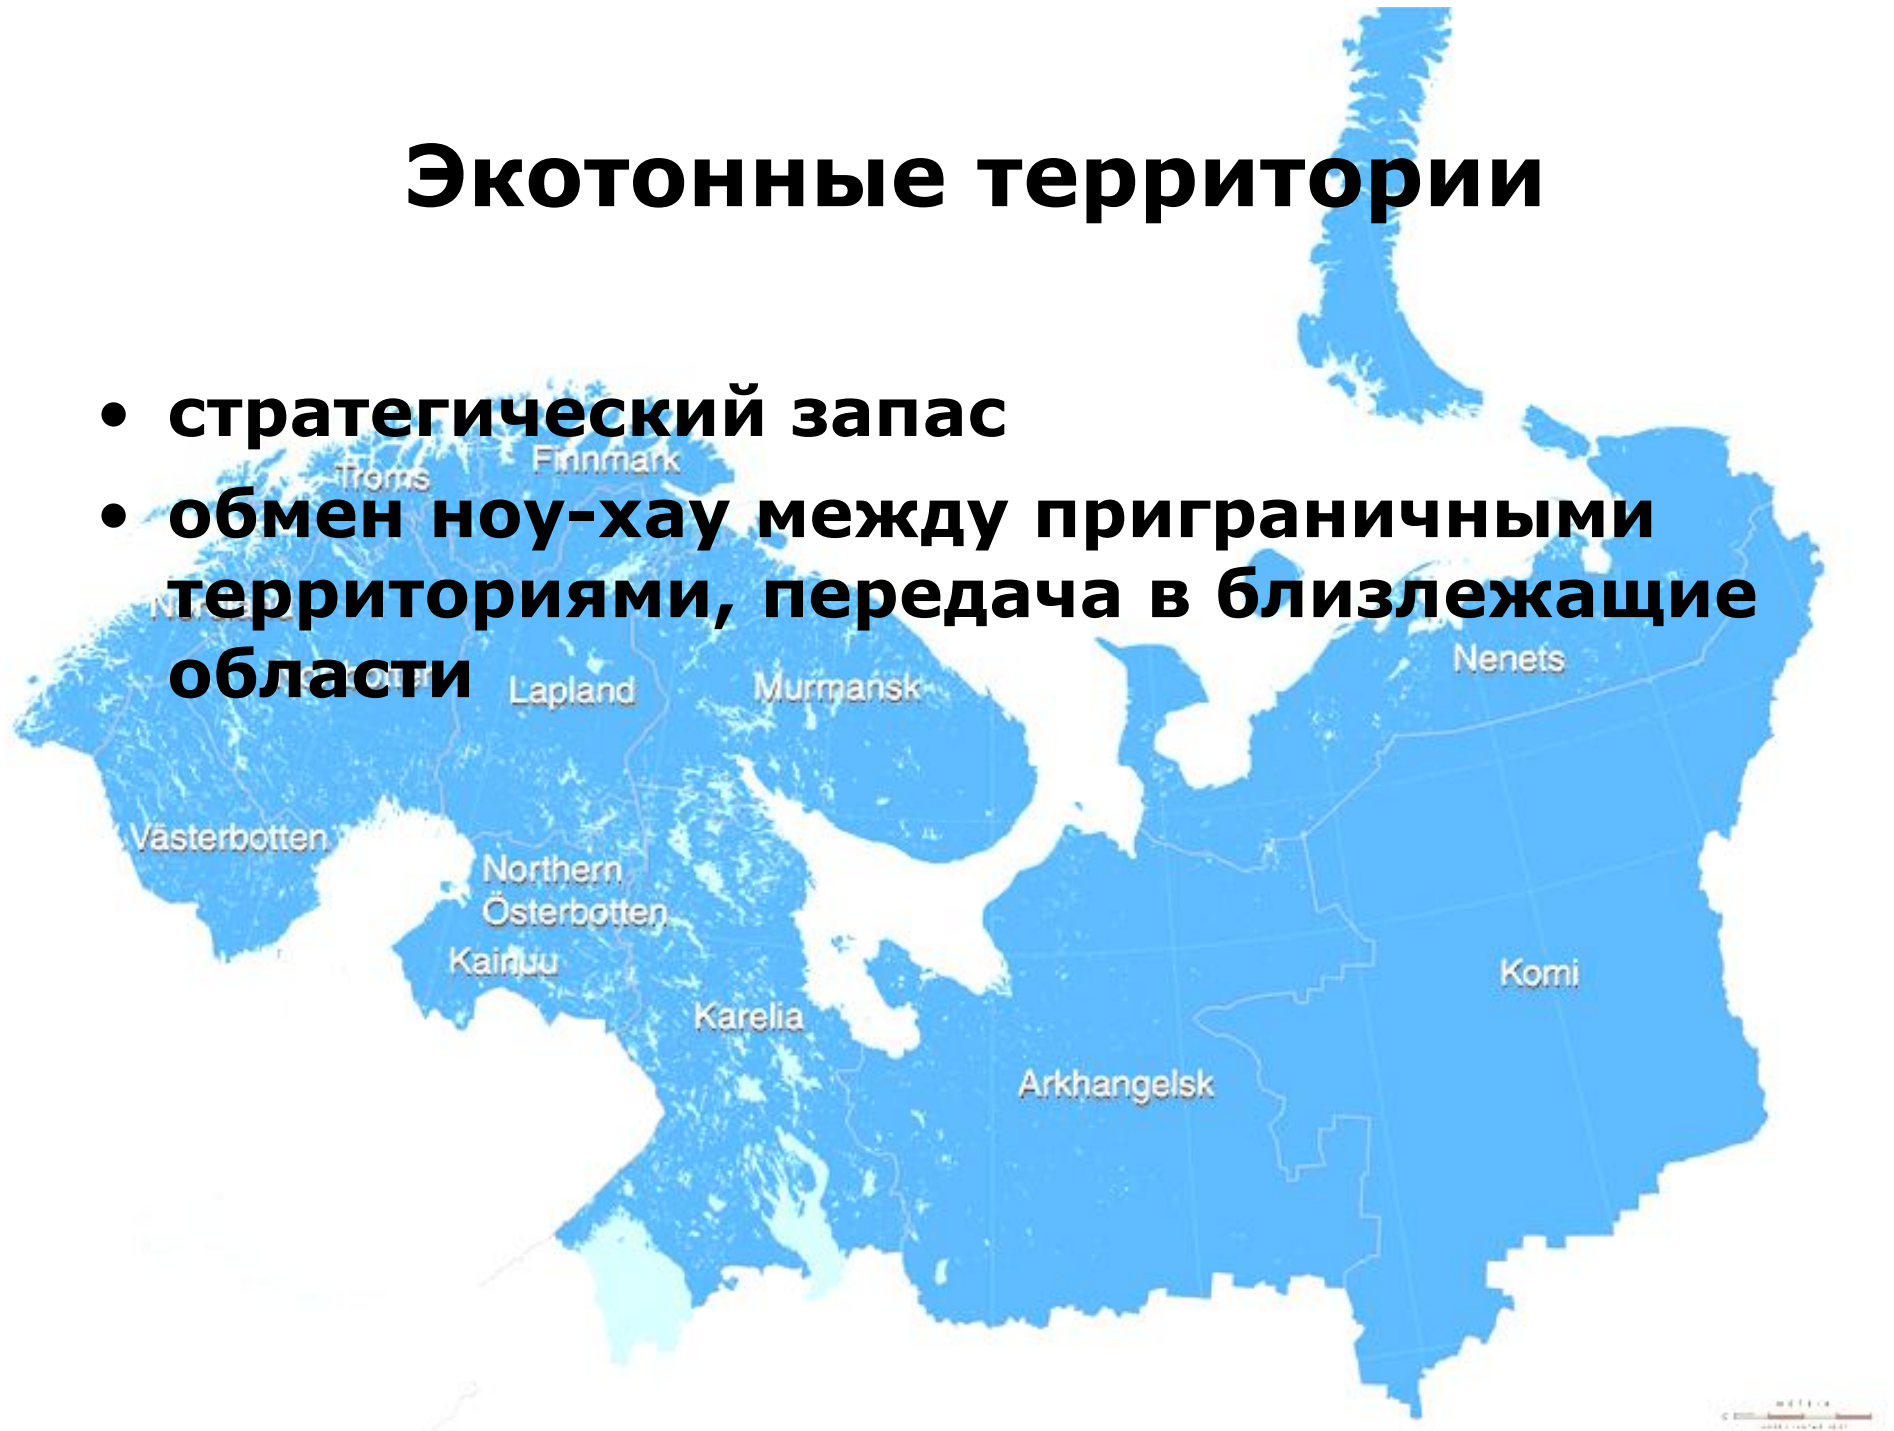 Экотонные территории
• стратегический запас
Finnmark
Troms
• обмен ноу-хау между приграничными
территориями, передача в близлежащие
области
Nenets
Lapland
Murmansk
Västerbotten
Northern
Österbotten
Kainuu
Komi
Karelia
Arkhangelsk